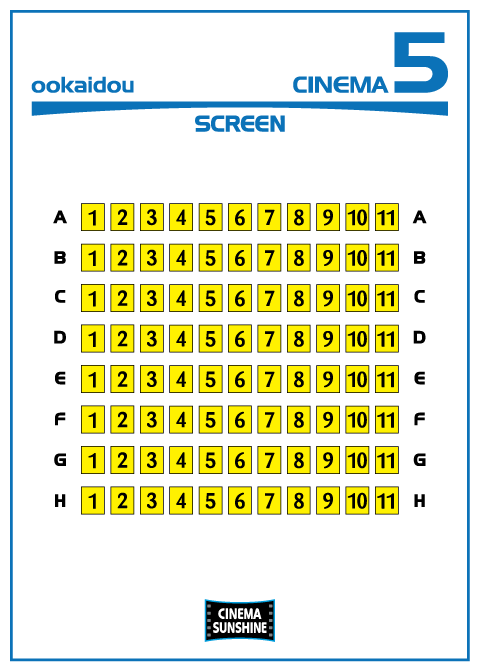 ookaidou CINEMA 5
SCREEN
A 1 2 3 4 5 6 7 8 9 10 11 A
B 1 2 3 4 5 6 7 8 9 10 11 B
C 1 2 3 4 5 6 7 8 9 10 11 C
D 1 2 3 4 5 6 7 8 9 10 11 D
E 1 2 3 4 5 6 7 8 9 10 11 E
F 1 2 3 4 5 6 7 8 9 10 11 F
G 1 2 3 4 5 6 7 8 9 10 11 G
H 1 2 3 4 5 6 7 8 9 10 11 H
CINEMA
SUNSHINE